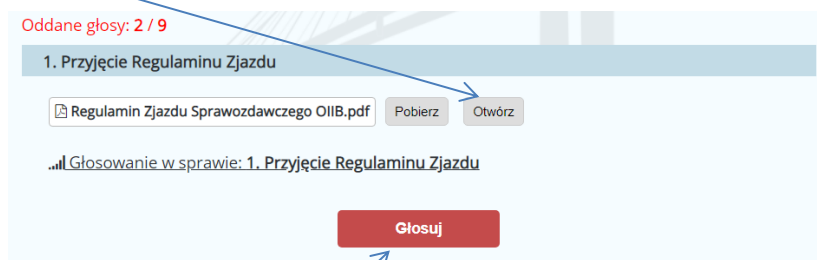 Oddane głosy: 2 / 9
1. Przyjęcie Regulaminu Zjazdu
Regulamin Zjazdu Sprawozdawczego OIIB.pdf Pobierz Otwórz
Głosowanie w sprawie: 1. Przyjęcie Regulaminu Zjazdu
Głosuj